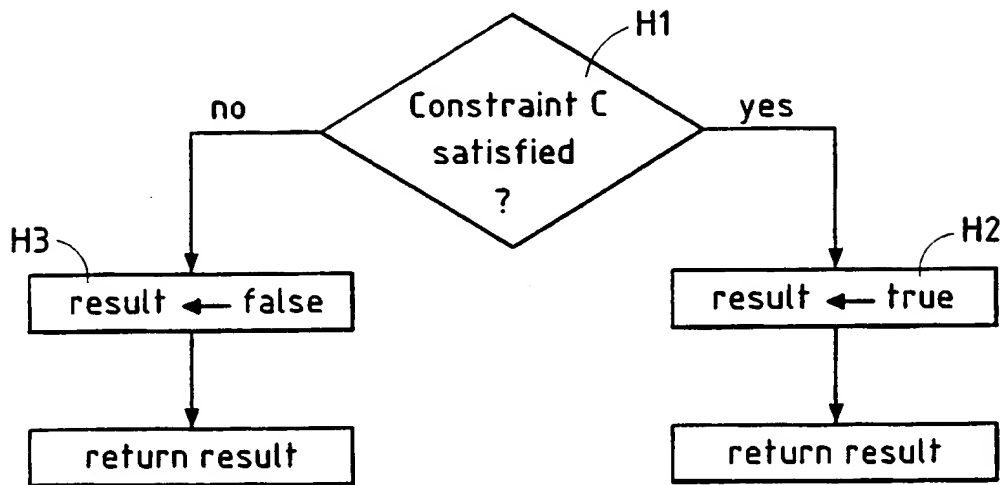 H1
Constraint C
satisfied
?
no
yes
H3
H2
result ← false
result ← true
return result
return result